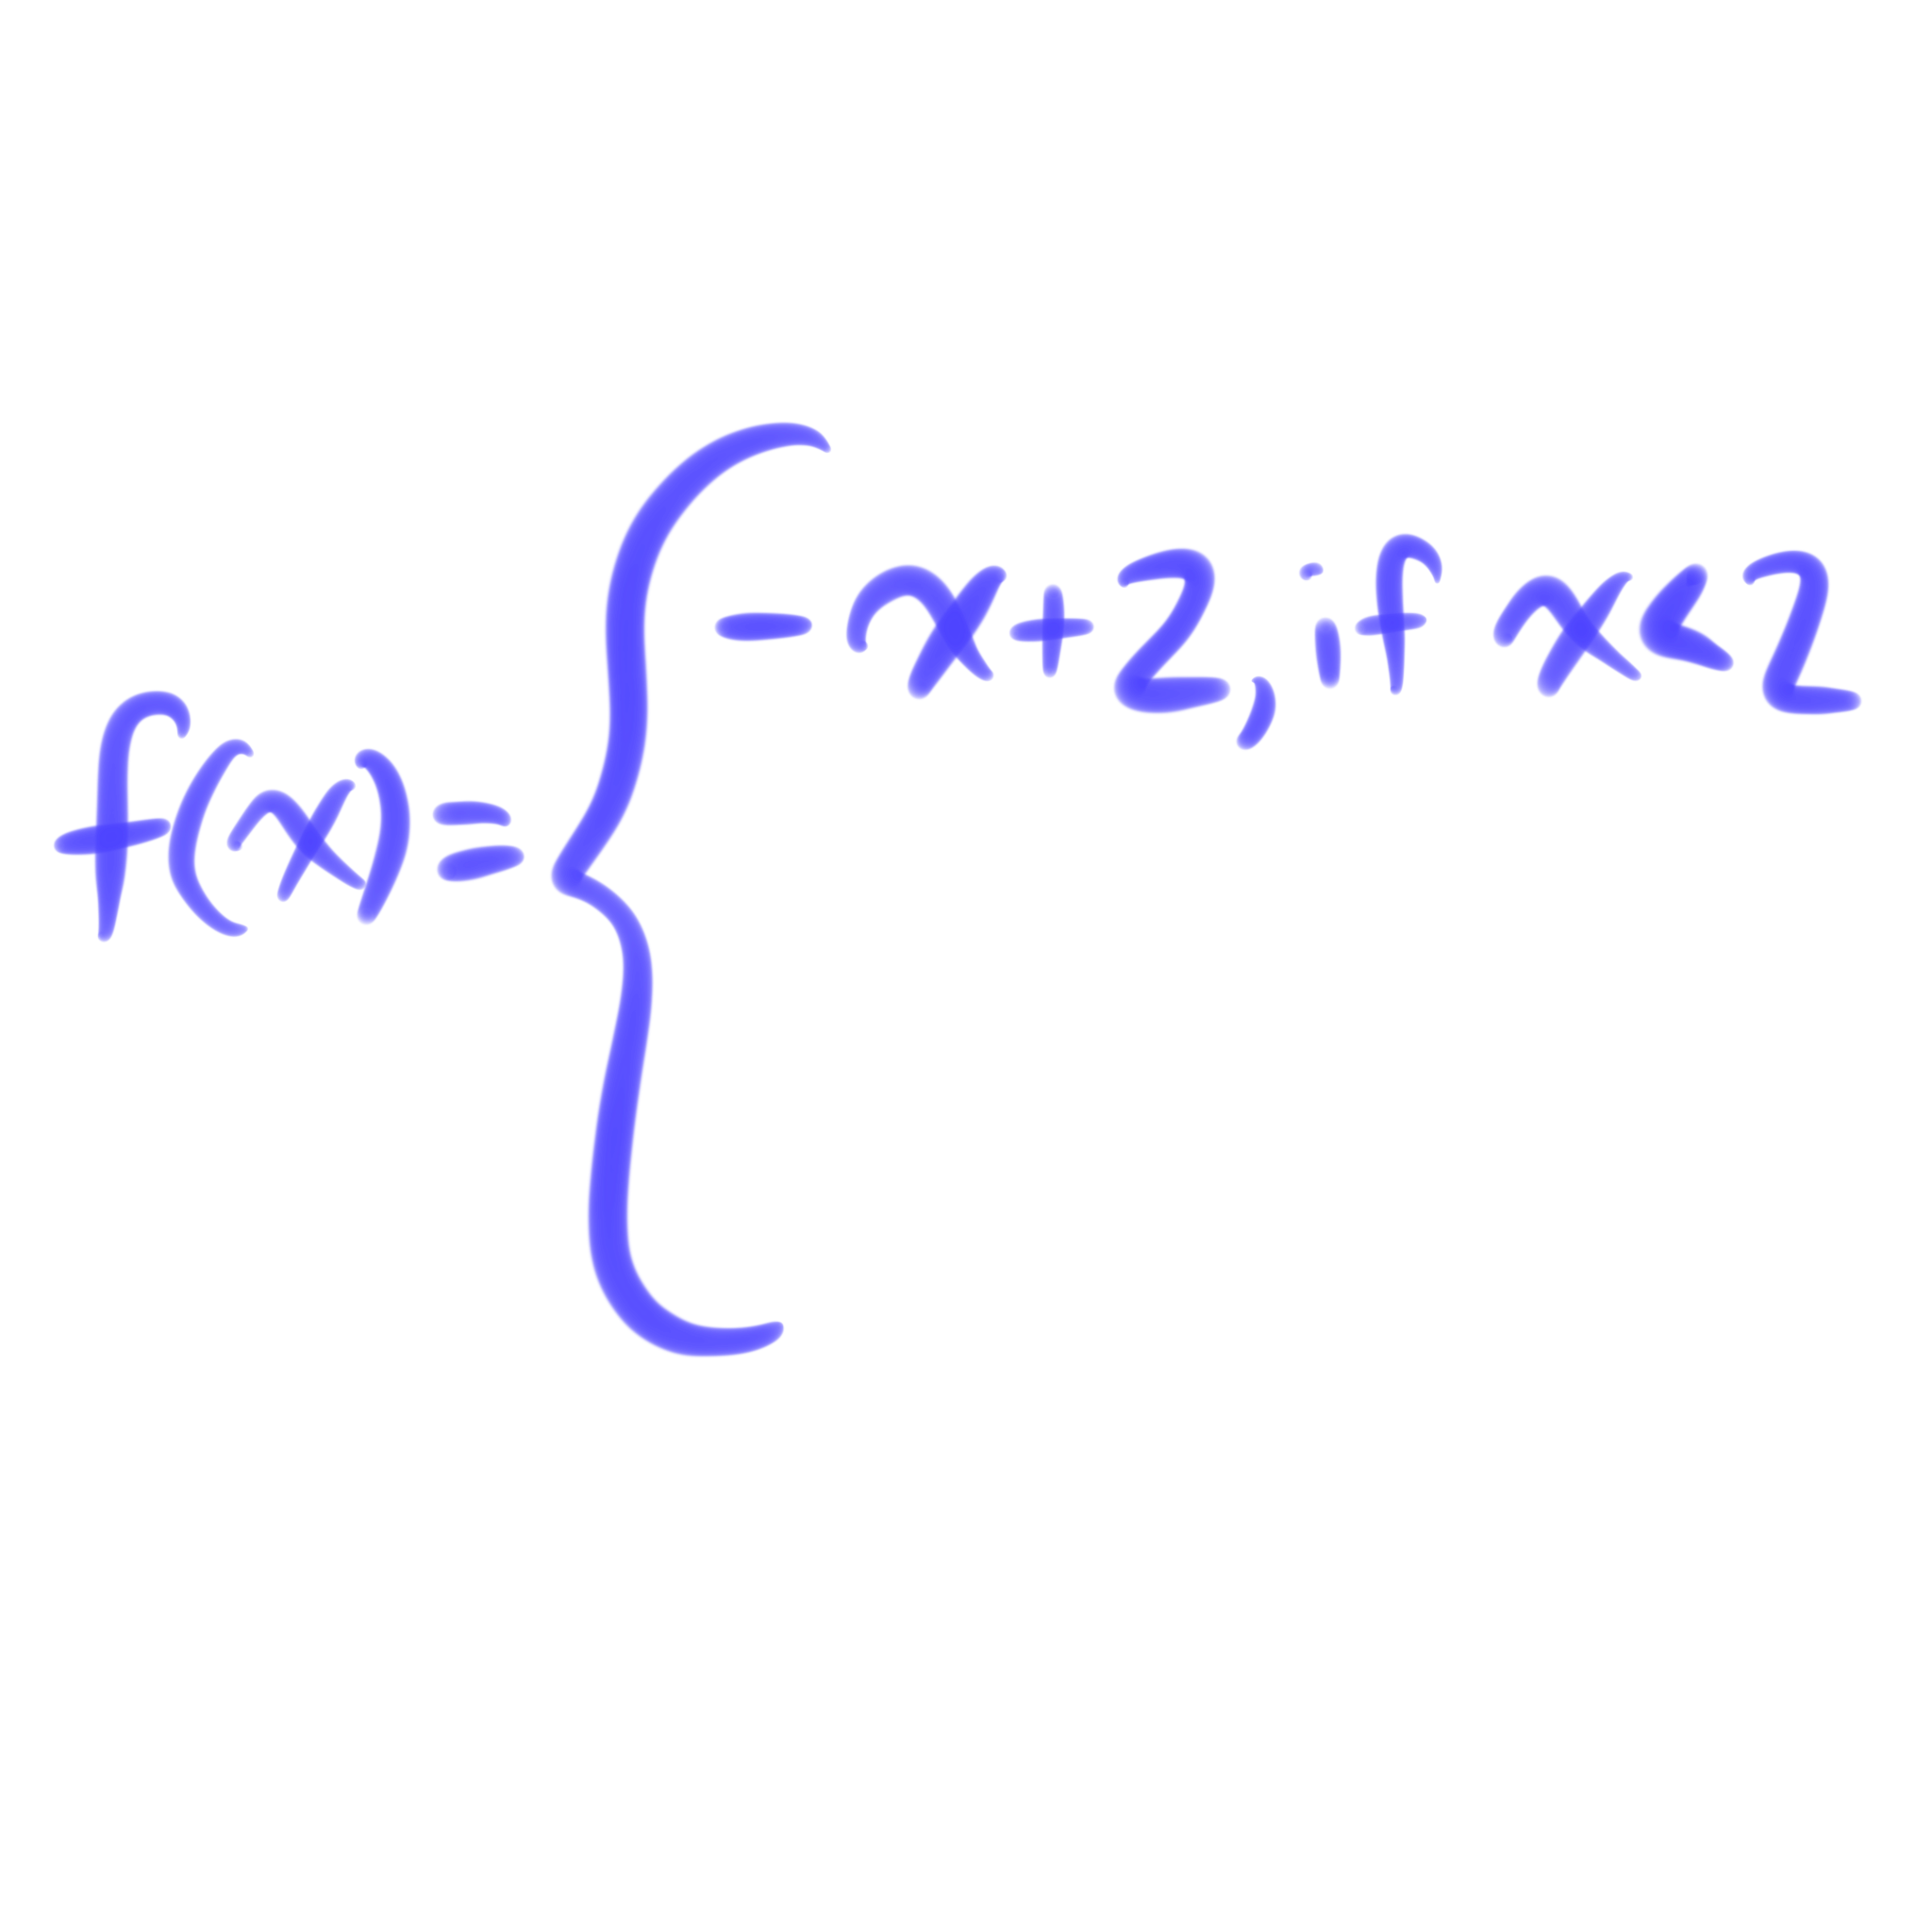 f(x)= { -x+2, if x<2